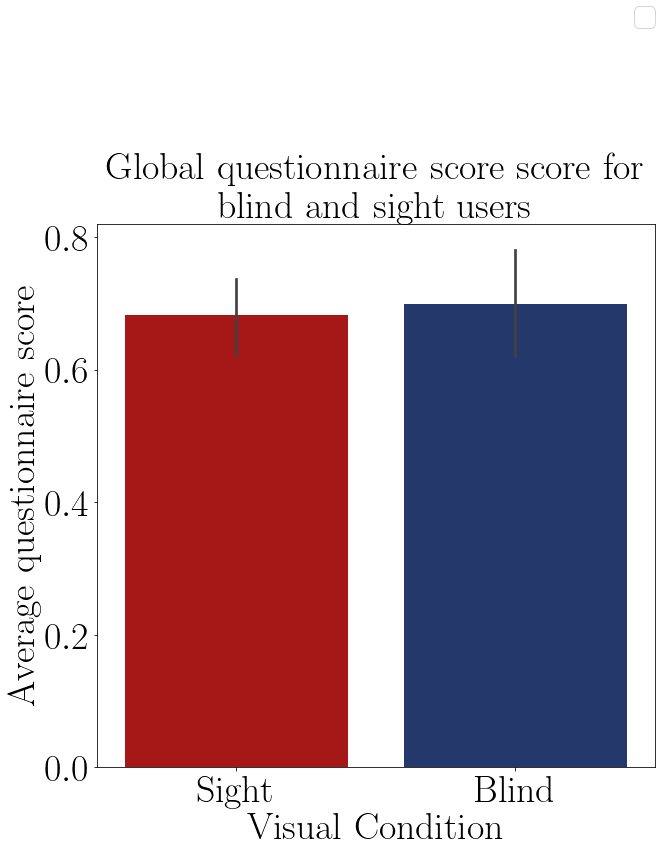 Global questionnaire score score for
blind and sight users
Average questionnaire score
0.8
0.6
0.4
0.2
0.0
Sight
Blind
Visual Condition